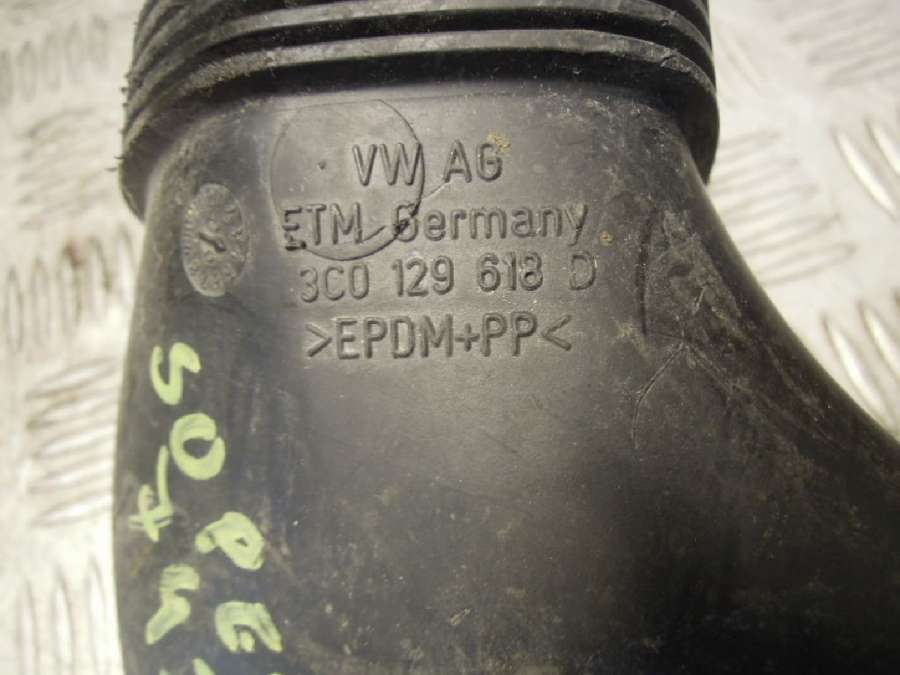 VW AG
ETM Germany
3C0 129 618 D
>EPDM+PP<